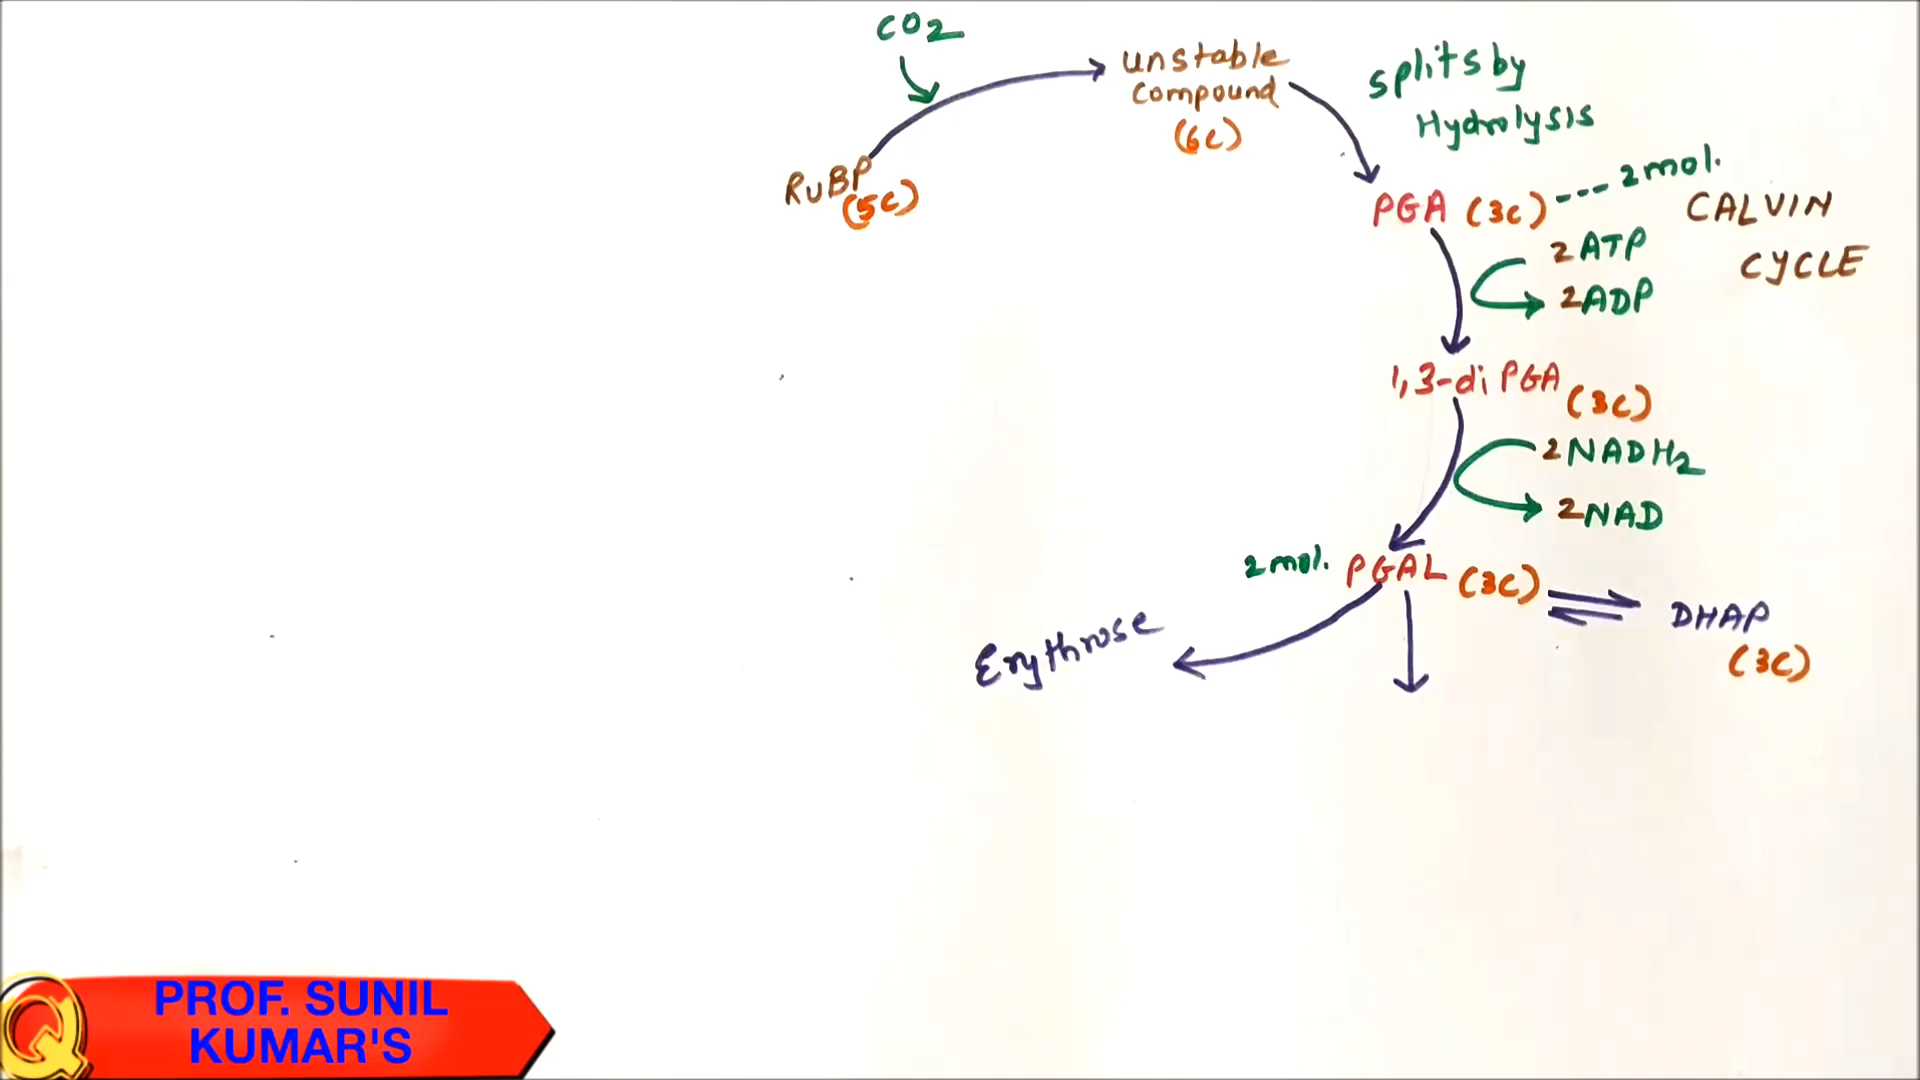 CO2
unstable
compound
(6C)
splits by
Hydrolysis
RuBP
(5C)
PGA (3C) --- 2 mol.
CALVIN
CYCLE
2ATP
2ADP
1,3-di PGA
(3C)
2NADH2
2NAD
2 mol. PGAL (3C)
DHAP
(3C)
Erythrose
PROF. SUNIL
KUMAR'S